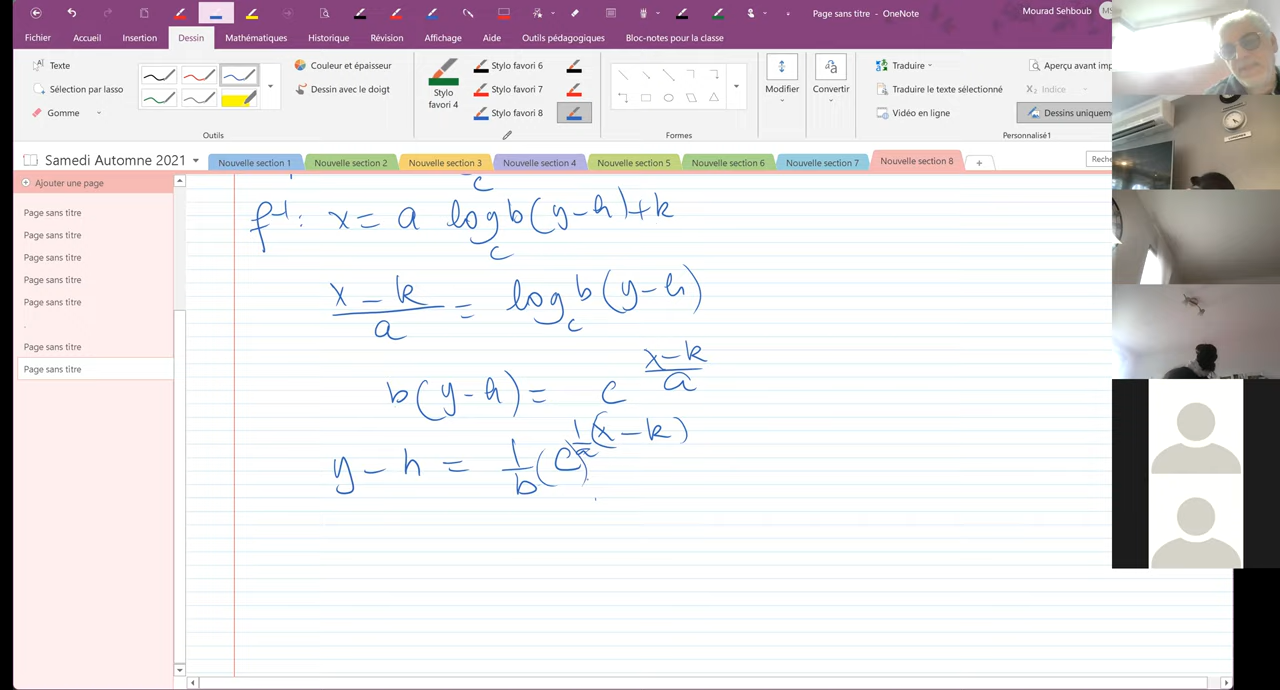 Page sans titre - OneNote
Mourad Sehboub
Fichier Accueil Insertion Dessin Mathématiques Historique Révision Affichage Aide Outils pédagogiques Bloc-notes pour la classe
Texte
Sélection par lasso
Gomme
Outils
Couleur et épaisseur
Dessin avec le doigt
Stylo favori 4
Stylo favori 6
Stylo favori 7
Stylo favori 8
Formes
Modifier
Convertir
Traduire
Traduire le texte sélectionné
Vidéo en ligne
Aperçu avant imp
Indice
Dessins uniqueme
Personnalisé1
Samedi Automne 2021
Nouvelle section 1 Nouvelle section 2 Nouvelle section 3 Nouvelle section 4 Nouvelle section 5 Nouvelle section 6 Nouvelle section 7 Nouvelle section 8 +
Reche
Ajouter une page
Page sans titre
Page sans titre
Page sans titre
Page sans titre
Page sans titre
.
Page sans titre
Page sans titre
c
f⁻¹: x = a log_c b(y-h)+k
(x-k)/a = log_c b(y-h)
b(y-h) = c^((x-k)/a)
y-h = 1/b (c^(1/a(x-k))